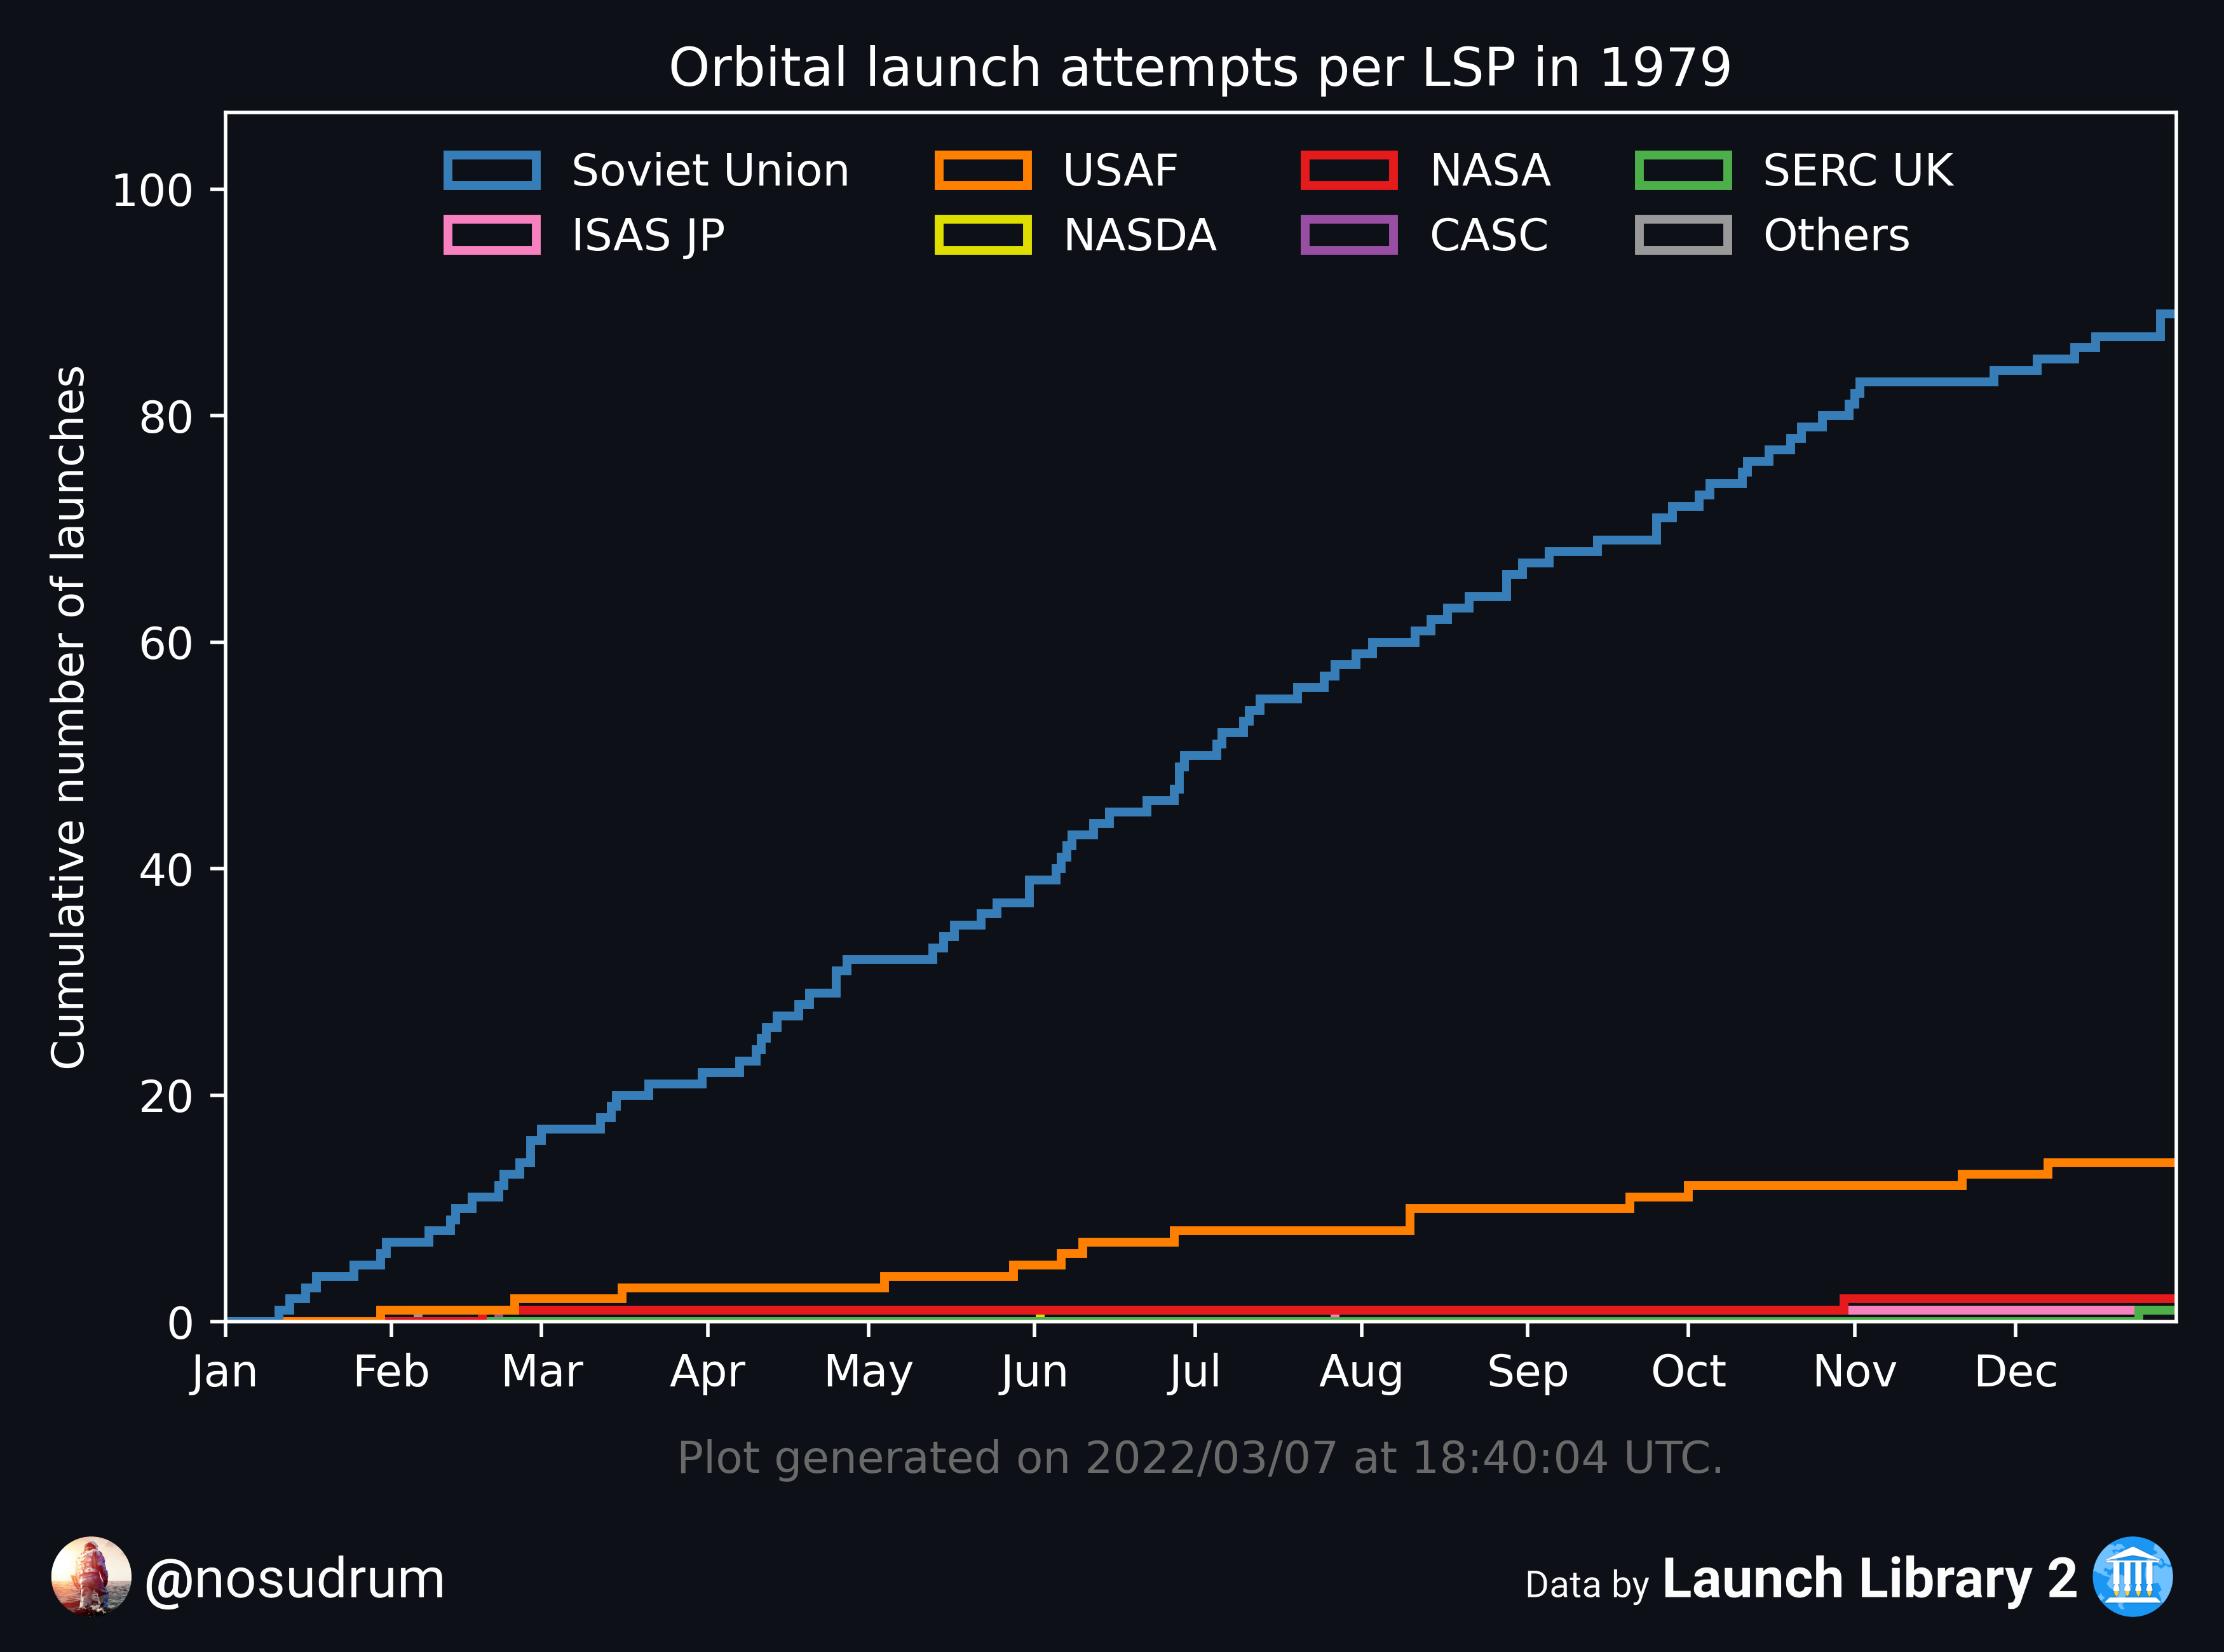 Orbital launch attempts per LSP in 1979
Soviet Union USAF NASA SERC UK
ISAS JP NASDA CASC Others
Cumulative number of launches
100
80
60
40
20
0
Jan Feb Mar Apr May Jun Jul Aug Sep Oct Nov Dec
Plot generated on 2022/03/07 at 18:40:04 UTC.
@nosudrum
Data by Launch Library 2